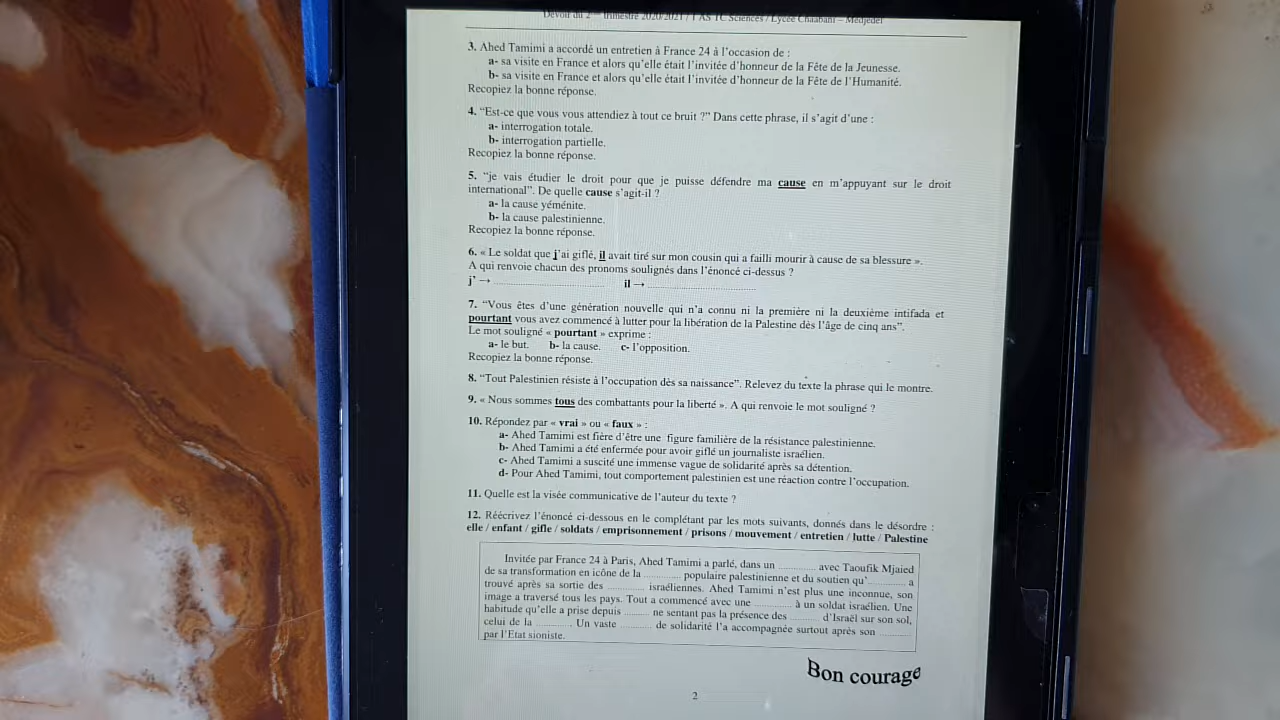 Devoir du 2 trimestre 2020/2021 / 1 AS TC Sciences / Lycée Chaabani – Medjedel
3. Ahed Tamimi a accordé un entretien à France 24 à l'occasion de :
a- sa visite en France et alors qu'elle était l'invitée d'honneur de la Fête de la Jeunesse.
b- sa visite en France et alors qu'elle était l'invitée d'honneur de la Fête de l'Humanité.
Recopiez la bonne réponse.
4. “Est-ce que vous vous attendiez à tout ce bruit ?” Dans cette phrase, il s'agit d'une :
a- interrogation totale.
b- interrogation partielle.
Recopiez la bonne réponse.
5. “je vais étudier le droit pour que je puisse défendre ma cause en m'appuyant sur le droit
international”. De quelle cause s'agit-il ?
a- la cause yéménite.
b- la cause palestinienne.
Recopiez la bonne réponse.
6. « Le soldat que j'ai giflé, il avait tiré sur mon cousin qui a failli mourir à cause de sa blessure ».
A qui renvoie chacun des pronoms soulignés dans l'énoncé ci-dessus ?
j' → ........................................ il → ........................................
7. “Vous êtes d'une génération nouvelle qui n'a connu ni la première ni la deuxième intifada et
pourtant vous avez commencé à lutter pour la libération de la Palestine dès l'âge de cinq ans”.
Le mot souligné « pourtant » exprime :
a- le but. b- la cause. c- l'opposition.
Recopiez la bonne réponse.
8. “Tout Palestinien résiste à l'occupation dès sa naissance”. Relevez du texte la phrase qui le montre.
9. « Nous sommes tous des combattants pour la liberté ». A qui renvoie le mot souligné ?
10. Répondez par « vrai » ou « faux » :
a- Ahed Tamimi est fière d'être une figure familière de la résistance palestinienne.
b- Ahed Tamimi a été enfermée pour avoir giflé un journaliste israélien.
c- Ahed Tamimi a suscité une immense vague de solidarité après sa détention.
d- Pour Ahed Tamimi, tout comportement palestinien est une réaction contre l'occupation.
11. Quelle est la visée communicative de l'auteur du texte ?
12. Réécrivez l'énoncé ci-dessous en le complétant par les mots suivants, donnés dans le désordre :
elle / enfant / gifle / soldats / emprisonnement / prisons / mouvement / entretien / lutte / Palestine
Invitée par France 24 à Paris, Ahed Tamimi a parlé, dans un ............ avec Taoufik Mjaied
de sa transformation en icône de la ............ populaire palestinienne et du soutien qu'............ a
trouvé après sa sortie des ............ israéliennes. Ahed Tamimi n'est plus une inconnue, son
image a traversé tous les pays. Tout a commencé avec une ............ à un soldat israélien. Une
habitude qu'elle a prise depuis ........ ne sentant pas la présence des ......... d'Israël sur son sol,
celui de la ............ Un vaste .......... de solidarité l'a accompagnée surtout après son ..........
par l'Etat sioniste.
Bon courage
2